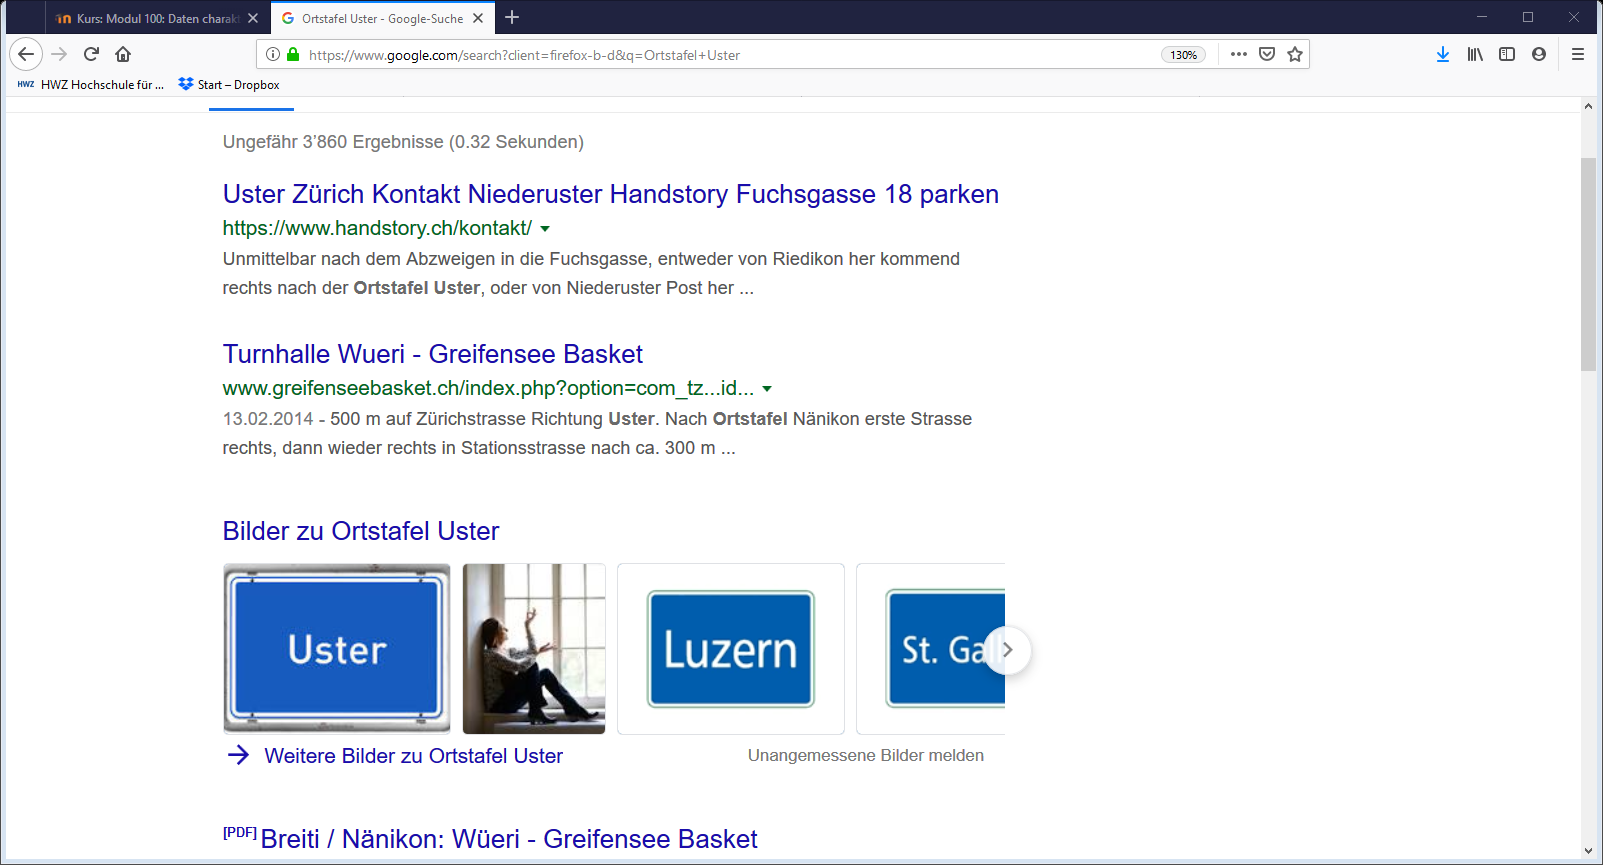 Kurs: Modul 100: Daten charak
Ortstafel Uster - Google-Suche
https://www.google.com/search?client=firefox-b-d&q=Ortstafel+Uster
130%
HWZ HWZ Hochschule für ...
Start – Dropbox
Ungefähr 3'860 Ergebnisse (0.32 Sekunden)
Uster Zürich Kontakt Niederuster Handstory Fuchsgasse 18 parken
https://www.handstory.ch/kontakt/
Unmittelbar nach dem Abzweigen in die Fuchsgasse, entweder von Riedikon her kommend
rechts nach der Ortstafel Uster, oder von Niederuster Post her ...
Turnhalle Wueri - Greifensee Basket
www.greifenseebasket.ch/index.php?option=com_tz...id...
13.02.2014 - 500 m auf Zürichstrasse Richtung Uster. Nach Ortstafel Nänikon erste Strasse
rechts, dann wieder rechts in Stationsstrasse nach ca. 300 m ...
Bilder zu Ortstafel Uster
Uster
Luzern
St. Gall
Weitere Bilder zu Ortstafel Uster
Unangemessene Bilder melden
[PDF] Breiti / Nänikon: Wüeri - Greifensee Basket